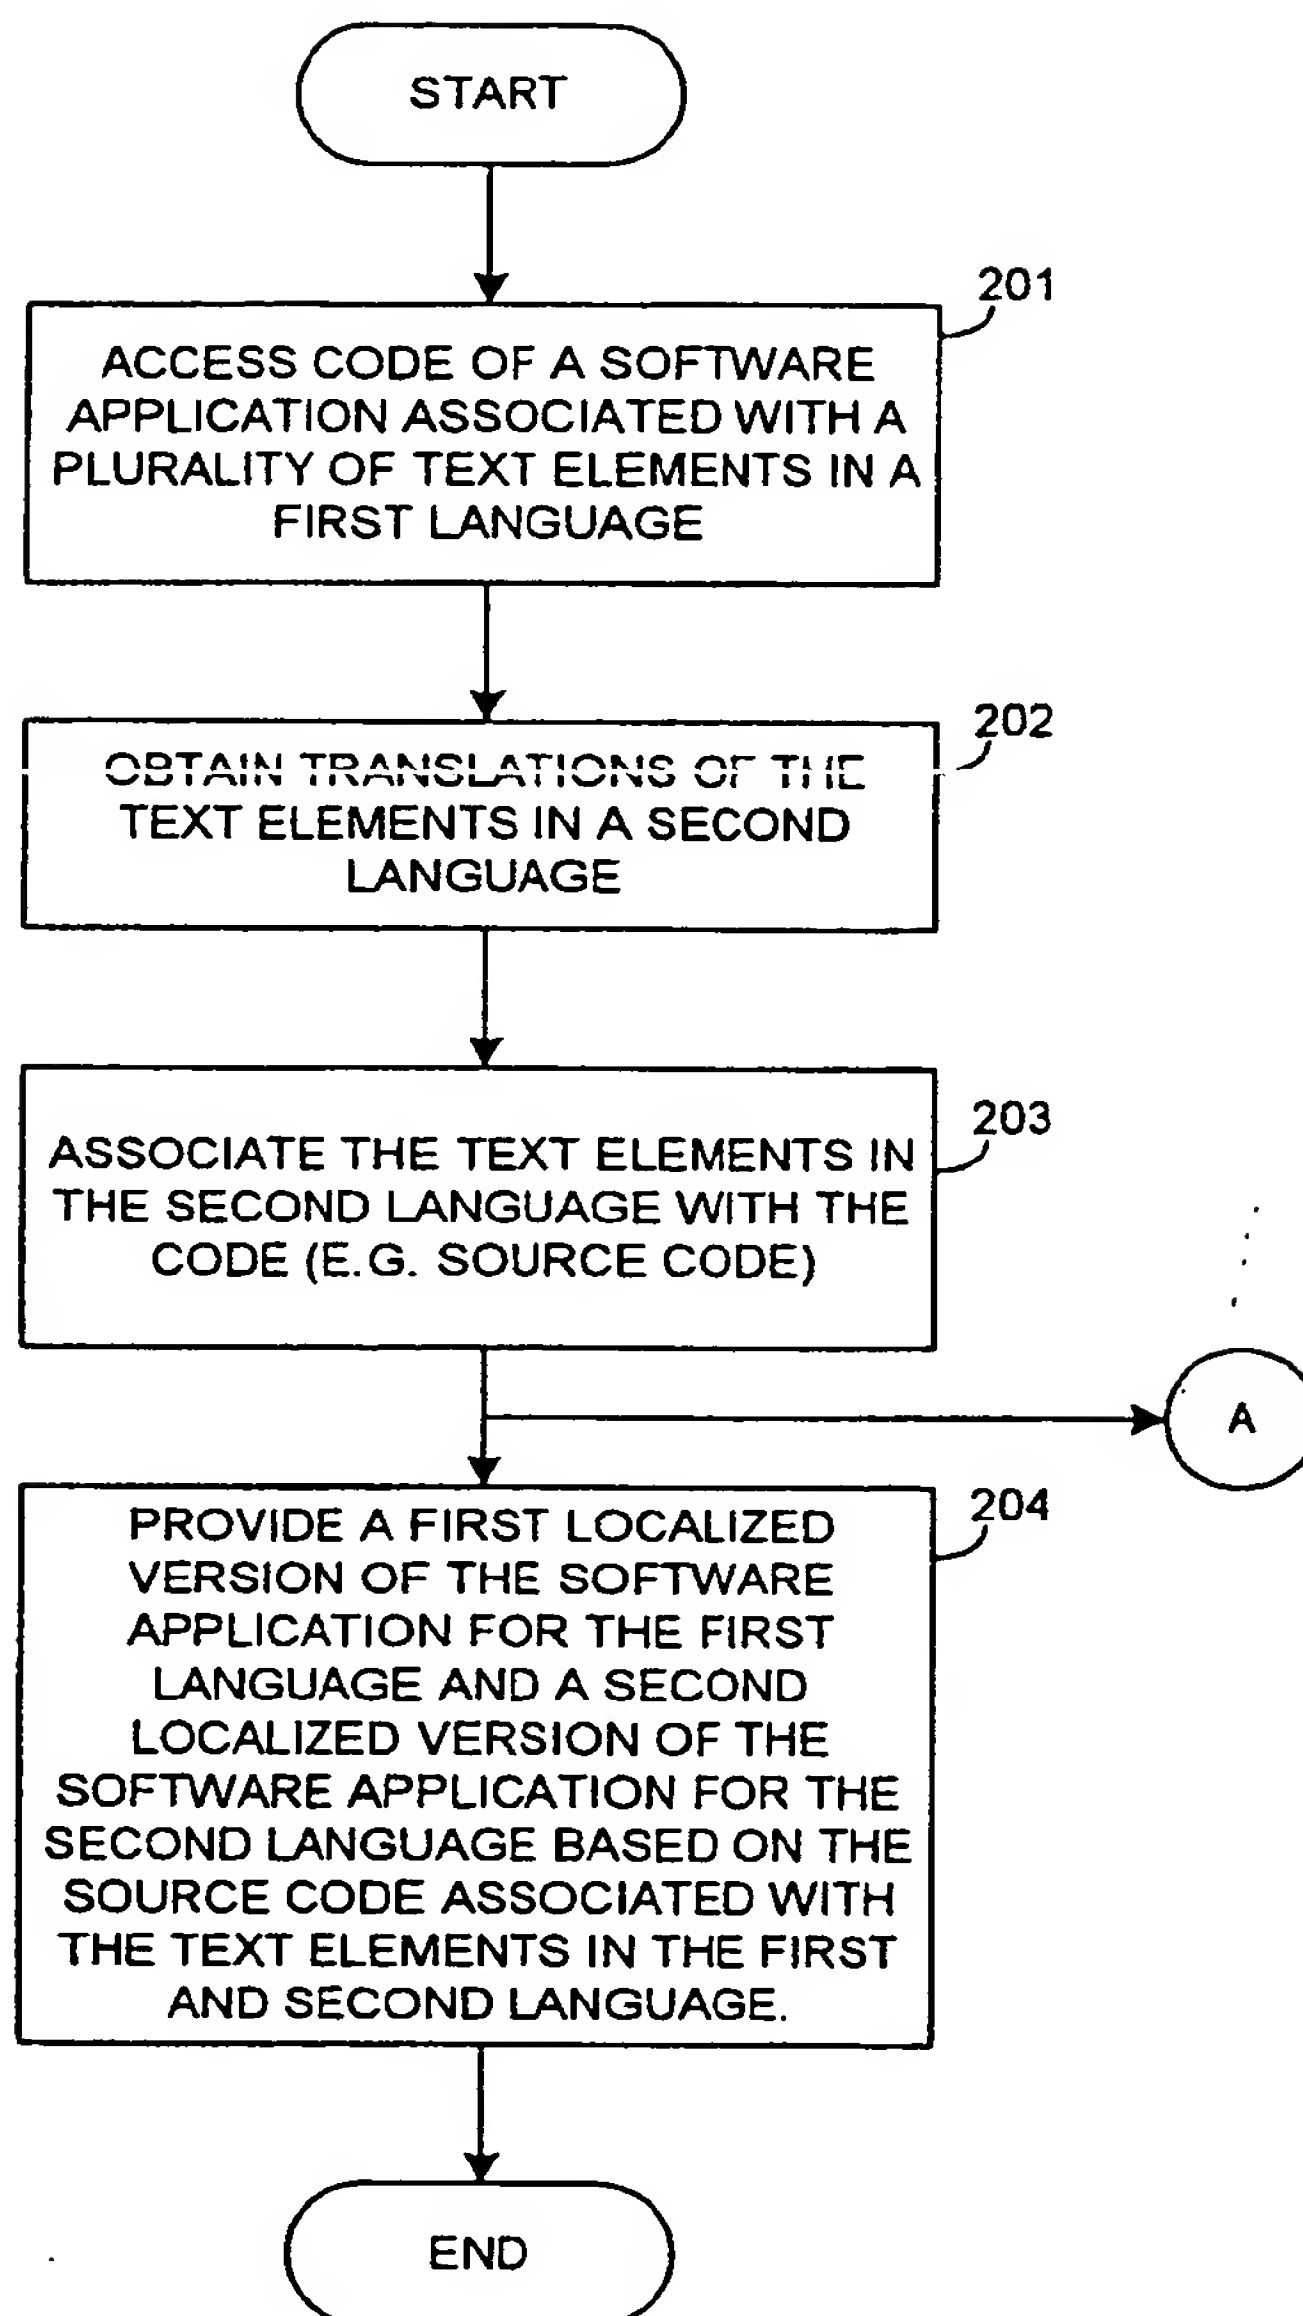 START
201
ACCESS CODE OF A SOFTWARE
APPLICATION ASSOCIATED WITH A
PLURALITY OF TEXT ELEMENTS IN A
FIRST LANGUAGE
202
OBTAIN TRANSLATIONS OF THE
TEXT ELEMENTS IN A SECOND
LANGUAGE
203
ASSOCIATE THE TEXT ELEMENTS IN
THE SECOND LANGUAGE WITH THE
CODE (E.G. SOURCE CODE)
A
204
PROVIDE A FIRST LOCALIZED
VERSION OF THE SOFTWARE
APPLICATION FOR THE FIRST
LANGUAGE AND A SECOND
LOCALIZED VERSION OF THE
SOFTWARE APPLICATION FOR THE
SECOND LANGUAGE BASED ON THE
SOURCE CODE ASSOCIATED WITH
THE TEXT ELEMENTS IN THE FIRST
AND SECOND LANGUAGE.
END